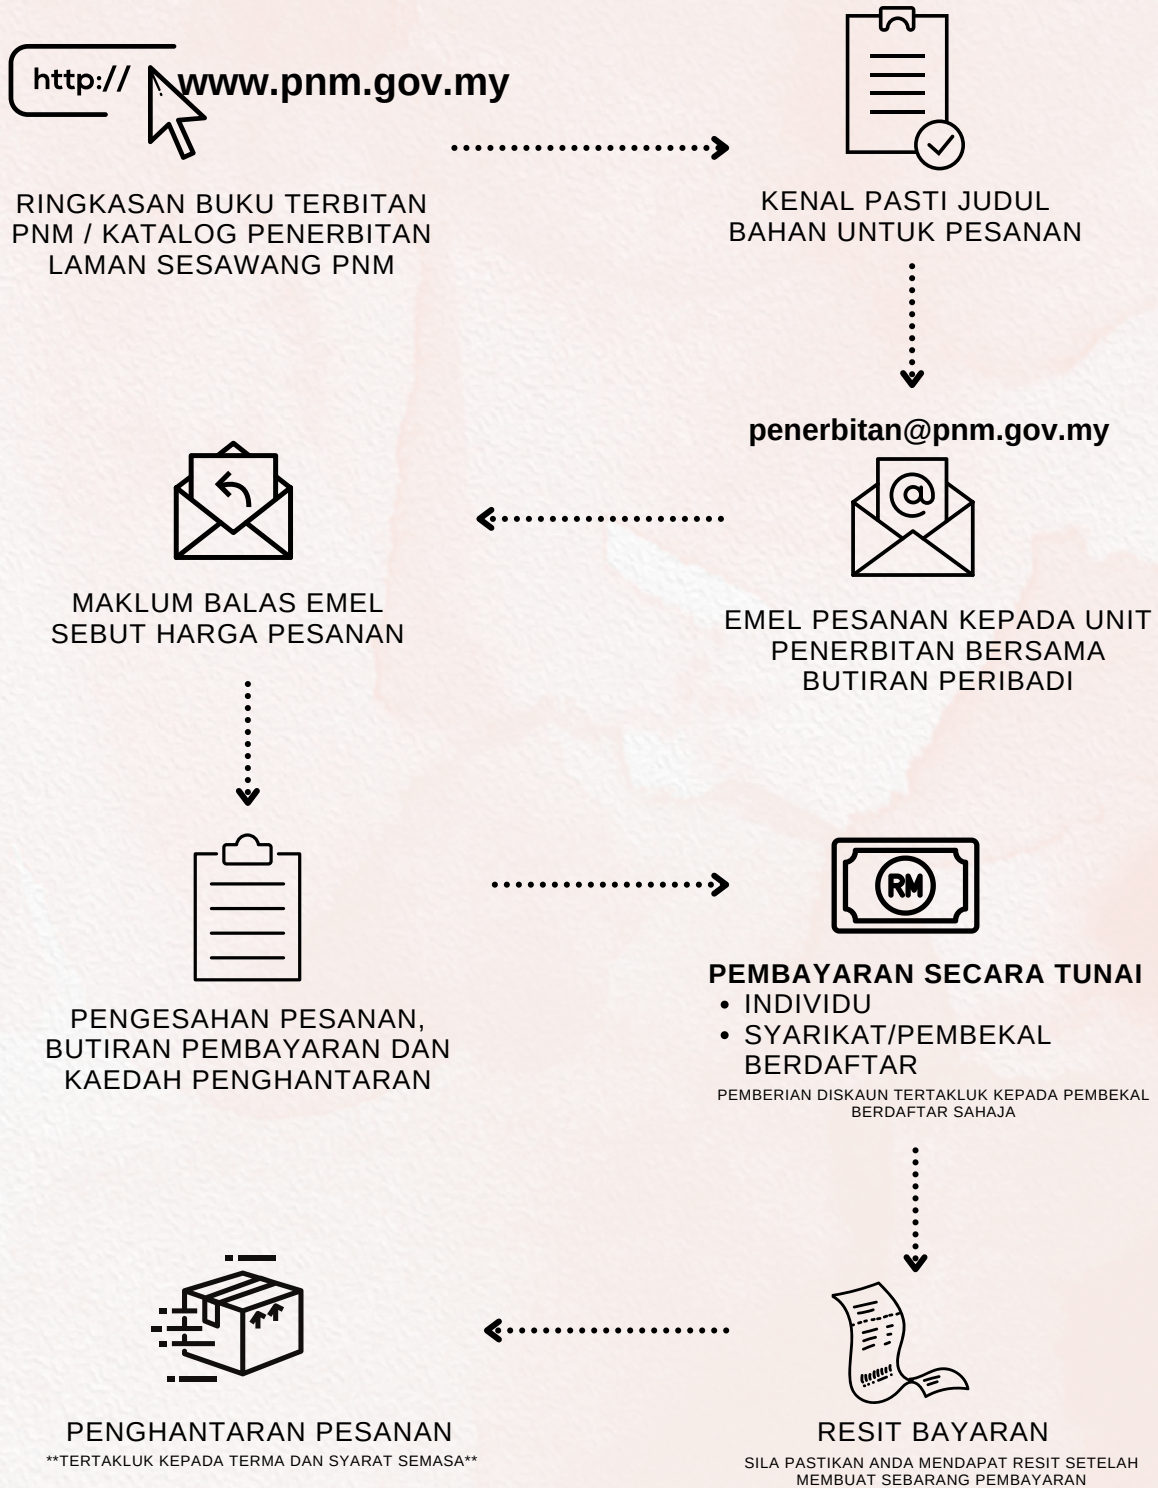 http://
www.pnm.gov.my
RINGKASAN BUKU TERBITAN
PNM / KATALOG PENERBITAN
LAMAN SESAWANG PNM
KENAL PASTI JUDUL
BAHAN UNTUK PESANAN
penerbitan@pnm.gov.my
@
EMEL PESANAN KEPADA UNIT
PENERBITAN BERSAMA
BUTIRAN PERIBADI
MAKLUM BALAS EMEL
SEBUT HARGA PESANAN
PENGESAHAN PESANAN,
BUTIRAN PEMBAYARAN DAN
KAEDAH PENGHANTARAN
RM
PEMBAYARAN SECARA TUNAI
• INDIVIDU
• SYARIKAT/PEMBEKAL
BERDAFTAR
PEMBERIAN DISKAUN TERTAKLUK KEPADA PEMBEKAL
BERDAFTAR SAHAJA
RESIT BAYARAN
SILA PASTIKAN ANDA MENDAPAT RESIT SETELAH
MEMBUAT SEBARANG PEMBAYARAN
PENGHANTARAN PESANAN
**TERTAKLUK KEPADA TERMA DAN SYARAT SEMASA**